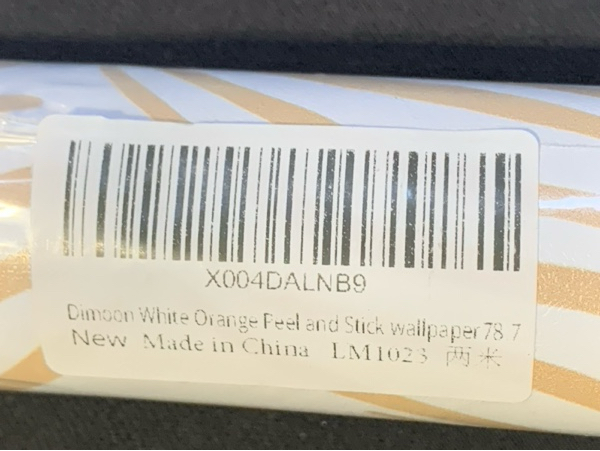 X004DALNB9
Dimoon White Orange Peel and Stick wallpaper 78 7
New Made in China LM1023 两米